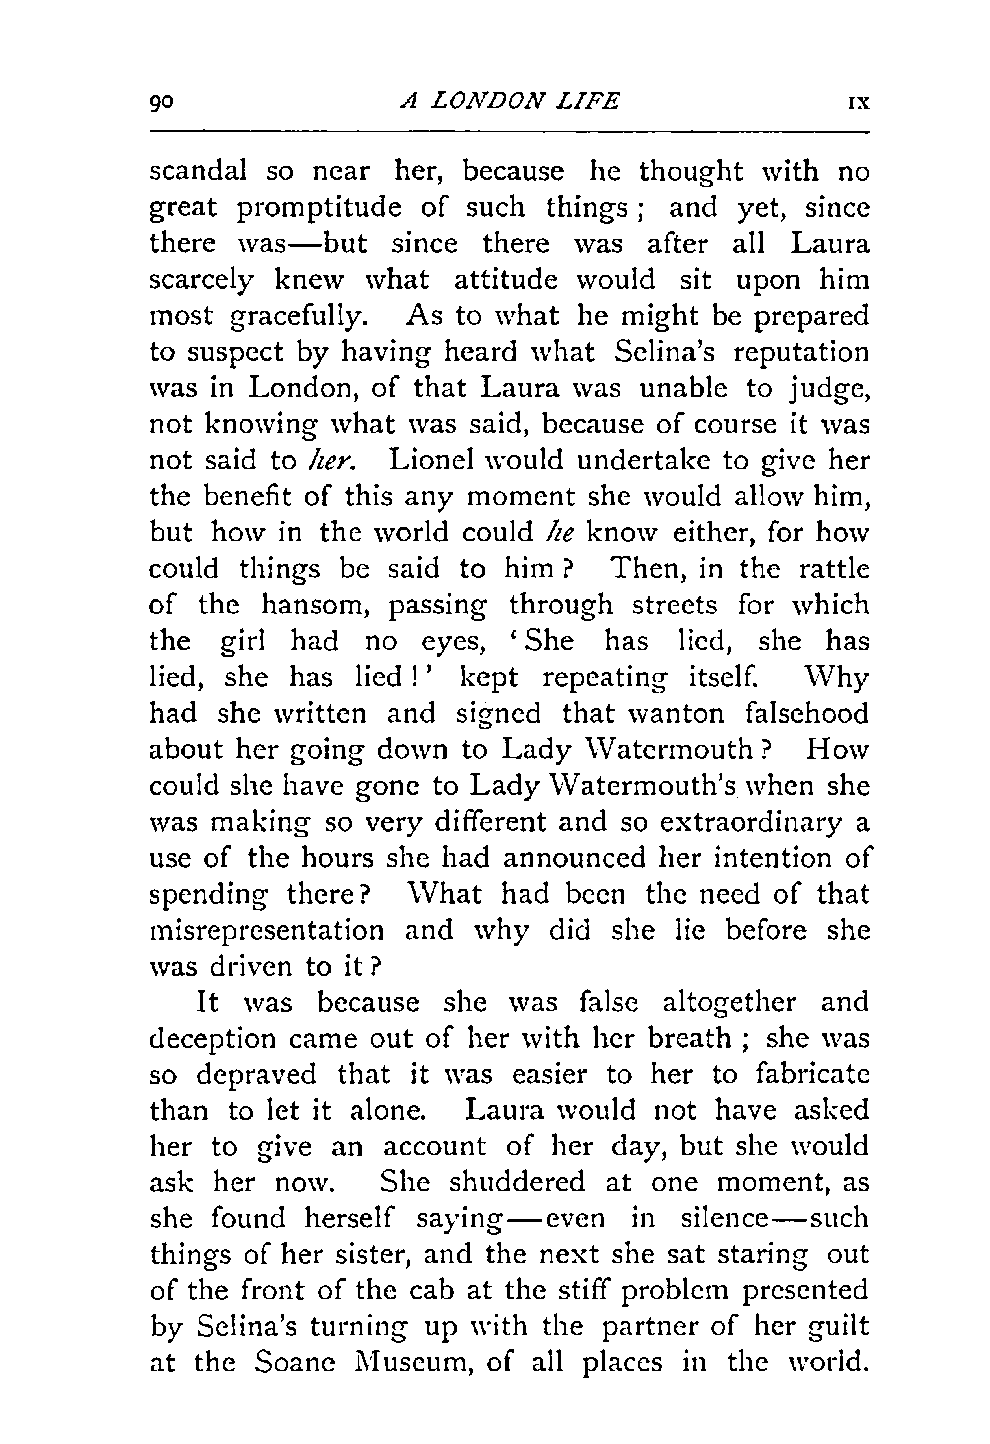 90 A LONDON LIFE IX
scandal so near her, because he thought with no
great promptitude of such things ; and yet, since
there was—but since there was after all Laura
scarcely knew what attitude would sit upon him
most gracefully. As to what he might be prepared
to suspect by having heard what Selina's reputation
was in London, of that Laura was unable to judge,
not knowing what was said, because of course it was
not said to her. Lionel would undertake to give her
the benefit of this any moment she would allow him,
but how in the world could he know either, for how
could things be said to him ? Then, in the rattle
of the hansom, passing through streets for which
the girl had no eyes, ‘ She has lied, she has
lied, she has lied ! ’ kept repeating itself. Why
had she written and signed that wanton falsehood
about her going down to Lady Watermouth ? How
could she have gone to Lady Watermouth's when she
was making so very different and so extraordinary a
use of the hours she had announced her intention of
spending there ? What had been the need of that
misrepresentation and why did she lie before she
was driven to it ?
It was because she was false altogether and
deception came out of her with her breath ; she was
so depraved that it was easier to her to fabricate
than to let it alone. Laura would not have asked
her to give an account of her day, but she would
ask her now. She shuddered at one moment, as
she found herself saying—even in silence—such
things of her sister, and the next she sat staring out
of the front of the cab at the stiff problem presented
by Selina's turning up with the partner of her guilt
at the Soane Museum, of all places in the world.